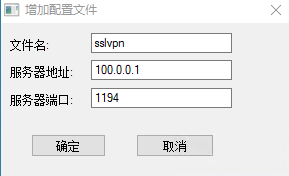 增加配置文件
文件名: sslvpn
服务器地址: 100.0.0.1
服务器端口: 1194
确定 取消